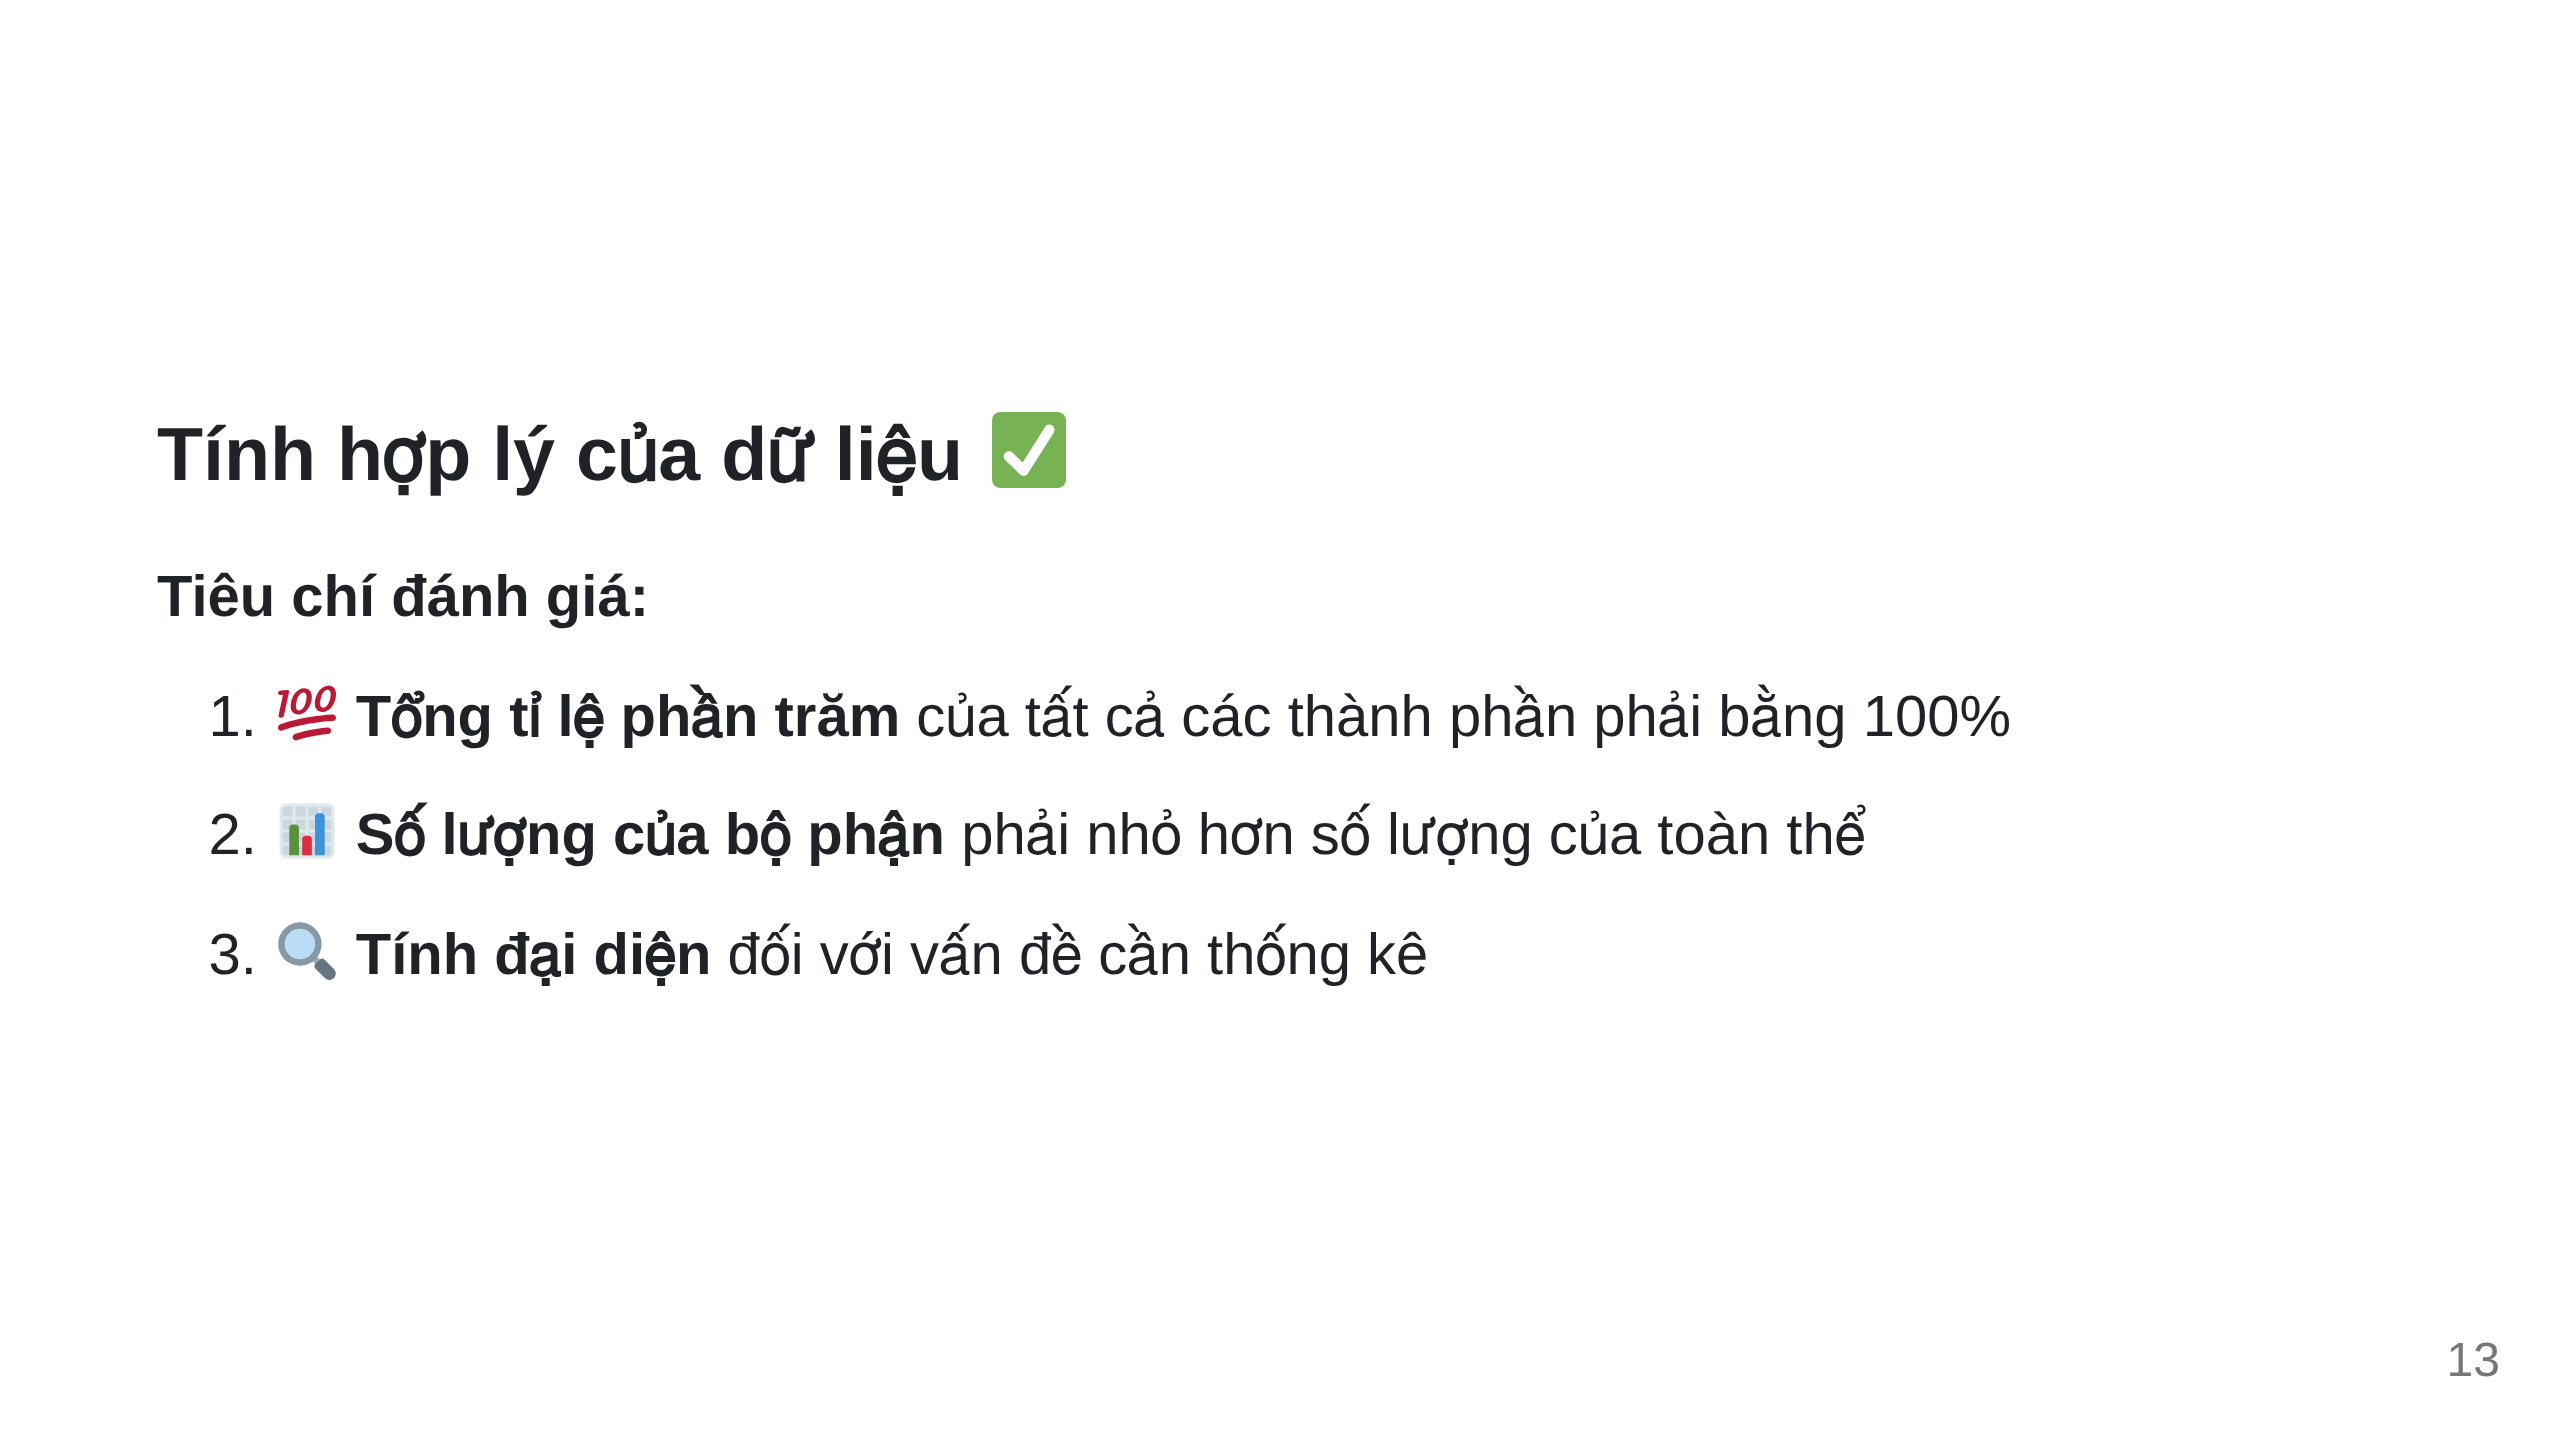 Tính hợp lý của dữ liệu ✅
Tiêu chí đánh giá:
1. 💯 Tổng tỉ lệ phần trăm của tất cả các thành phần phải bằng 100%
2. 📊 Số lượng của bộ phận phải nhỏ hơn số lượng của toàn thể
3. 🔍 Tính đại diện đối với vấn đề cần thống kê
13